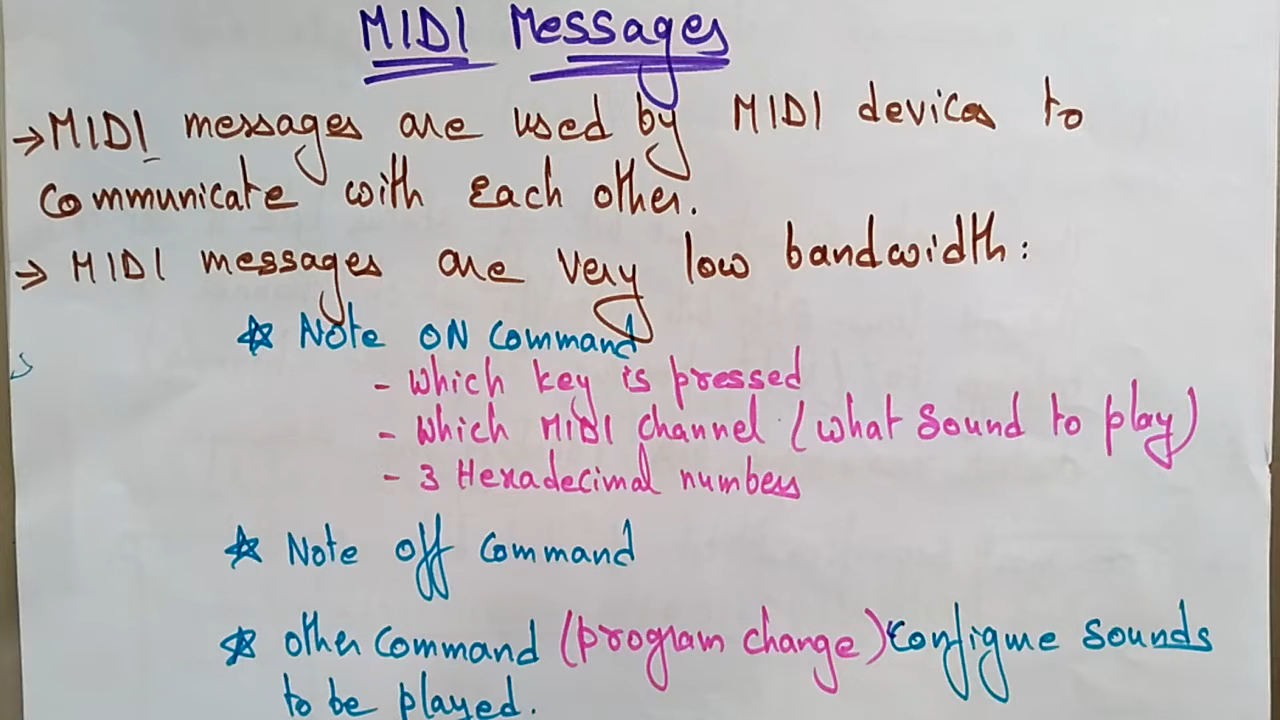 MIDI Messages
→ MIDI messages are used by MIDI devices to
communicate with Each other.
→ MIDI messages are very low bandwidth:
☆ Note ON Command
- which key is pressed
- which MIDI channel (what sound to play)
- 3 Hexadecimal numbers
☆ Note off Command
☆ other Command (program change) Configure sounds
to be played.